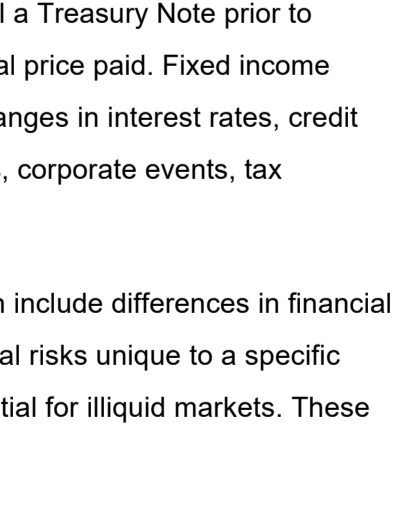 l a Treasury Note prior to
al price paid. Fixed income
anges in interest rates, credit
, corporate events, tax
n include differences in financial
al risks unique to a specific
tial for illiquid markets. These